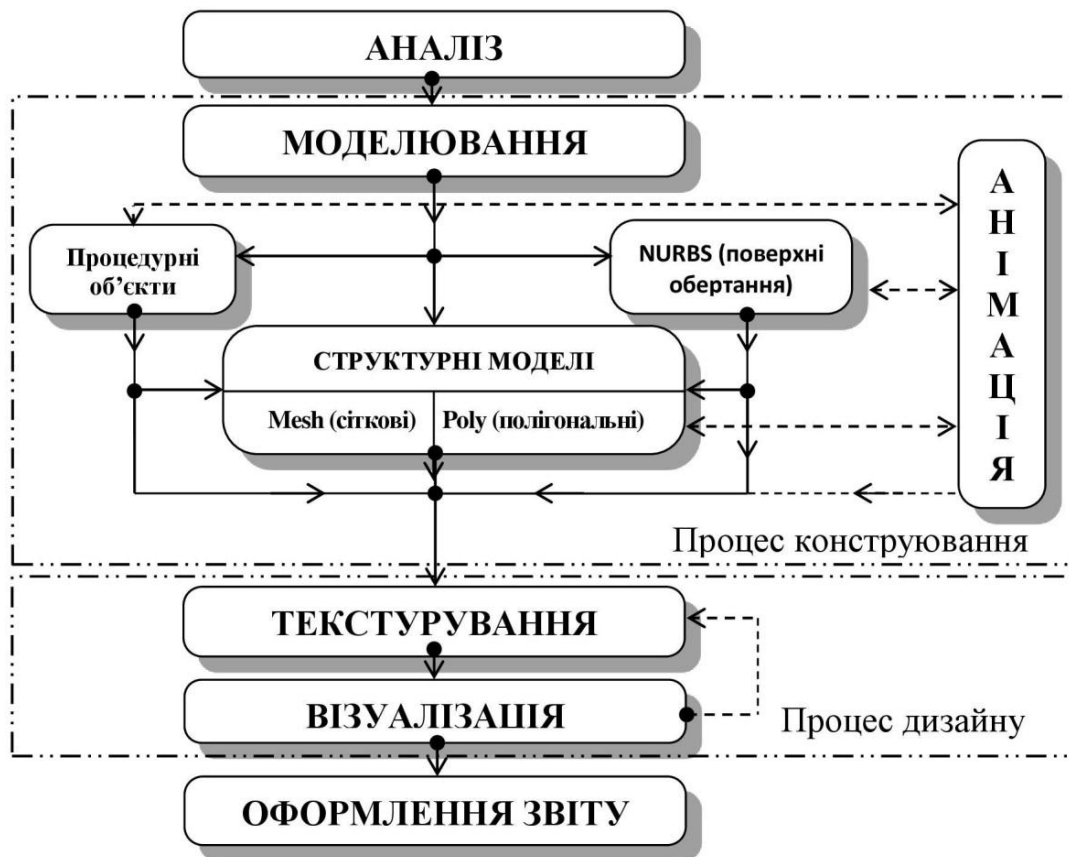 АНАЛІЗ
МОДЕЛЮВАННЯ
Процедурні
об’єкти
NURBS (поверхні
обертання)
СТРУКТУРНІ МОДЕЛІ
Mesh (сіткові)
Poly (полігональні)
А
Н
І
М
А
Ц
І
Я
Процес конструювання
ТЕКСТУРУВАННЯ
ВІЗУАЛІЗАЦІЯ
Процес дизайну
ОФОРМЛЕННЯ ЗВІТУ